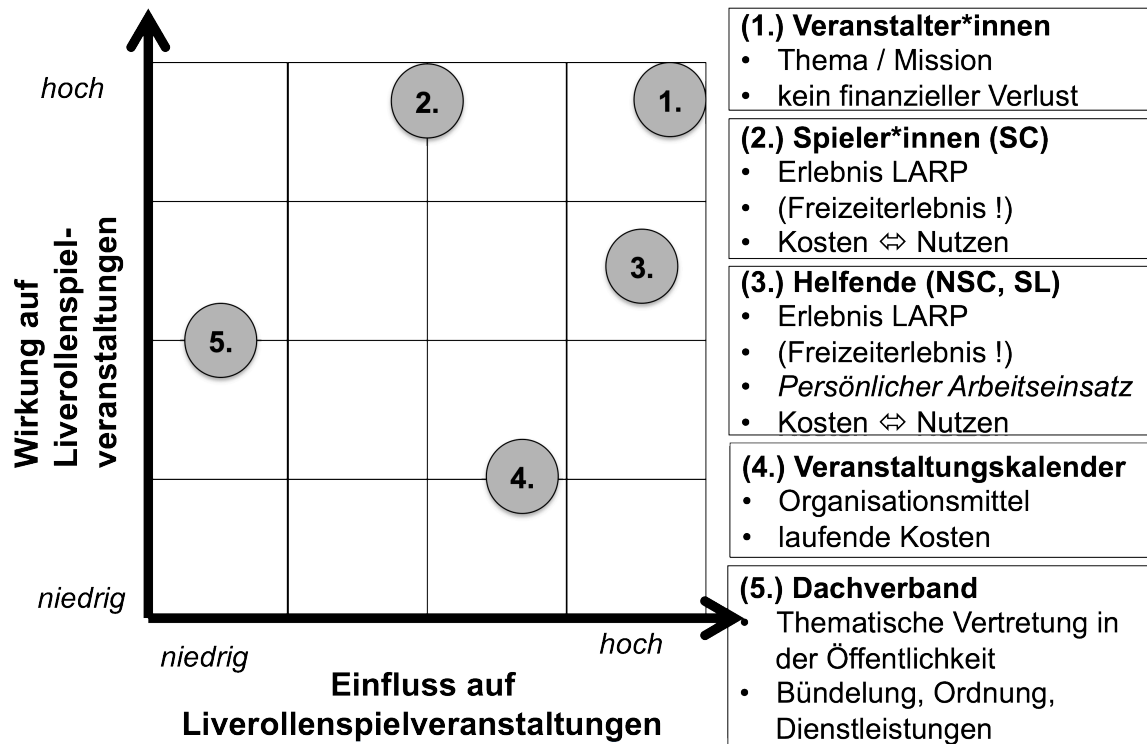 hoch
2.
1.
3.
5.
4.
Wirkung auf
Liverollenspiel-
veranstaltungen
niedrig
niedrig
hoch
Einfluss auf
Liverollenspielveranstaltungen
(1.) Veranstalter*innen
• Thema / Mission
• kein finanzieller Verlust
(2.) Spieler*innen (SC)
• Erlebnis LARP
• (Freizeiterlebnis !)
• Kosten ⇔ Nutzen
(3.) Helfende (NSC, SL)
• Erlebnis LARP
• (Freizeiterlebnis !)
• Persönlicher Arbeitseinsatz
• Kosten ⇔ Nutzen
(4.) Veranstaltungskalender
• Organisationsmittel
• laufende Kosten
(5.) Dachverband
• Thematische Vertretung in
der Öffentlichkeit
• Bündelung, Ordnung,
Dienstleistungen